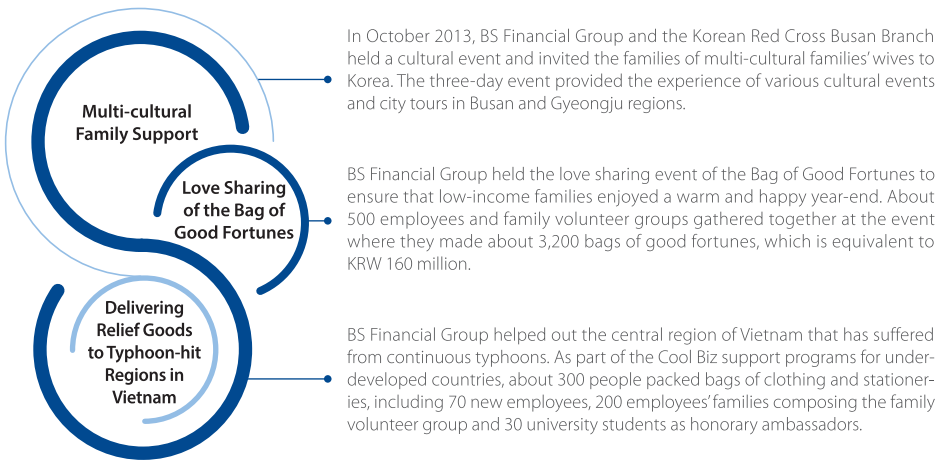 Multi-cultural
Family Support
In October 2013, BS Financial Group and the Korean Red Cross Busan Branch
held a cultural event and invited the families of multi-cultural families’ wives to
Korea. The three-day event provided the experience of various cultural events
and city tours in Busan and Gyeongju regions.
Love Sharing
of the Bag of
Good Fortunes
BS Financial Group held the love sharing event of the Bag of Good Fortunes to
ensure that low-income families enjoyed a warm and happy year-end. About
500 employees and family volunteer groups gathered together at the event
where they made about 3,200 bags of good fortunes, which is equivalent to
KRW 160 million.
Delivering
Relief Goods
to Typhoon-hit
Regions in
Vietnam
BS Financial Group helped out the central region of Vietnam that has suffered
from continuous typhoons. As part of the Cool Biz support programs for under-
developed countries, about 300 people packed bags of clothing and stationer-
ies, including 70 new employees, 200 employees’ families composing the family
volunteer group and 30 university students as honorary ambassadors.